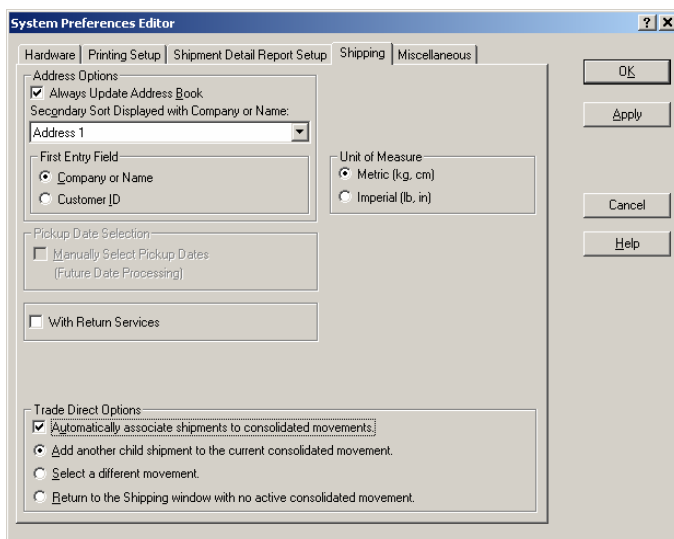 System Preferences Editor
Hardware
Printing Setup
Shipment Detail Report Setup
Shipping
Miscellaneous
Address Options
Always Update Address Book
Secondary Sort Displayed with Company or Name:
Address 1
First Entry Field
Company or Name
Customer ID
Unit of Measure
Metric (kg, cm)
Imperial (lb, in)
Pickup Date Selection
Manually Select Pickup Dates
(Future Date Processing)
With Return Services
Trade Direct Options
Automatically associate shipments to consolidated movements.
Add another child shipment to the current consolidated movement.
Select a different movement.
Return to the Shipping window with no active consolidated movement.
OK
Apply
Cancel
Help